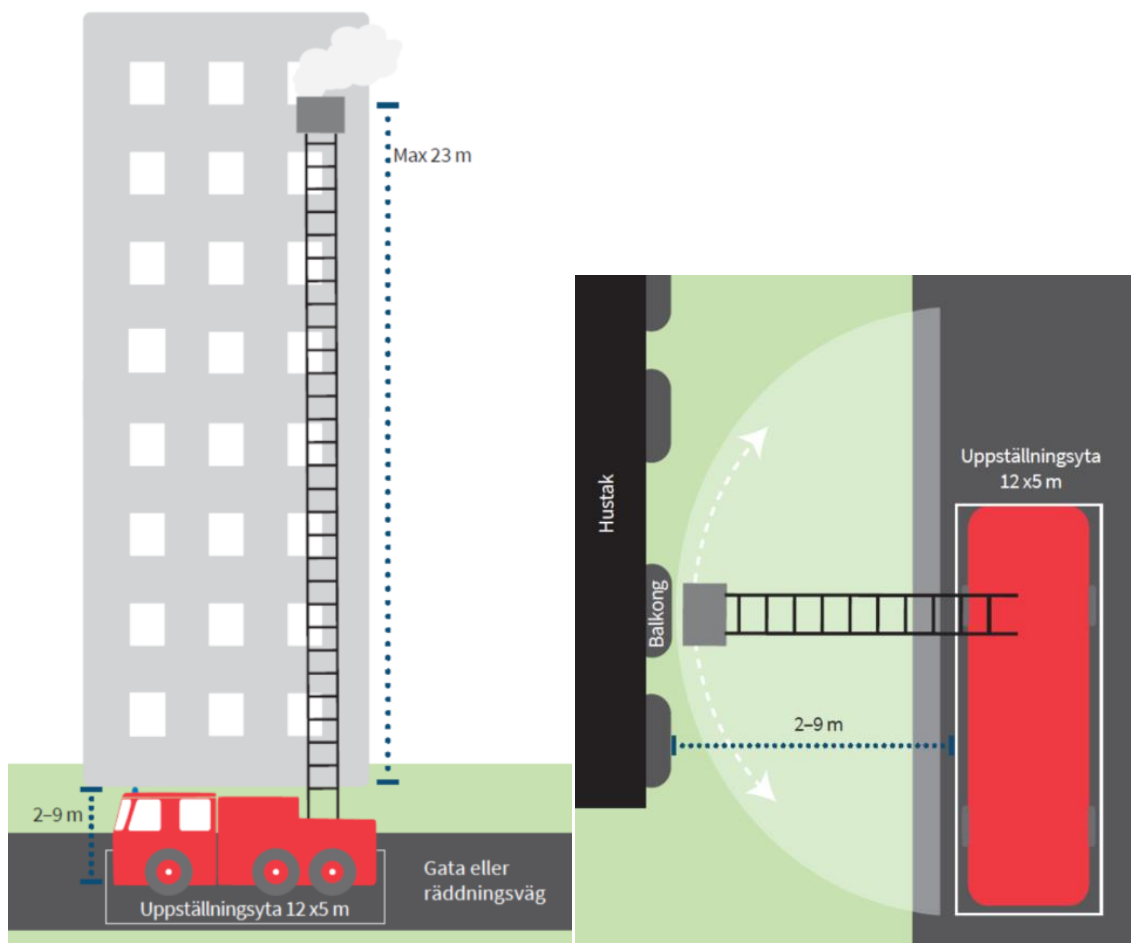 Max 23 m
2–9 m
Gata eller
räddningsväg
Uppställningsyta 12 x5 m
Uppställningsyta
12 x5 m
Hustak
Balkong
2–9 m